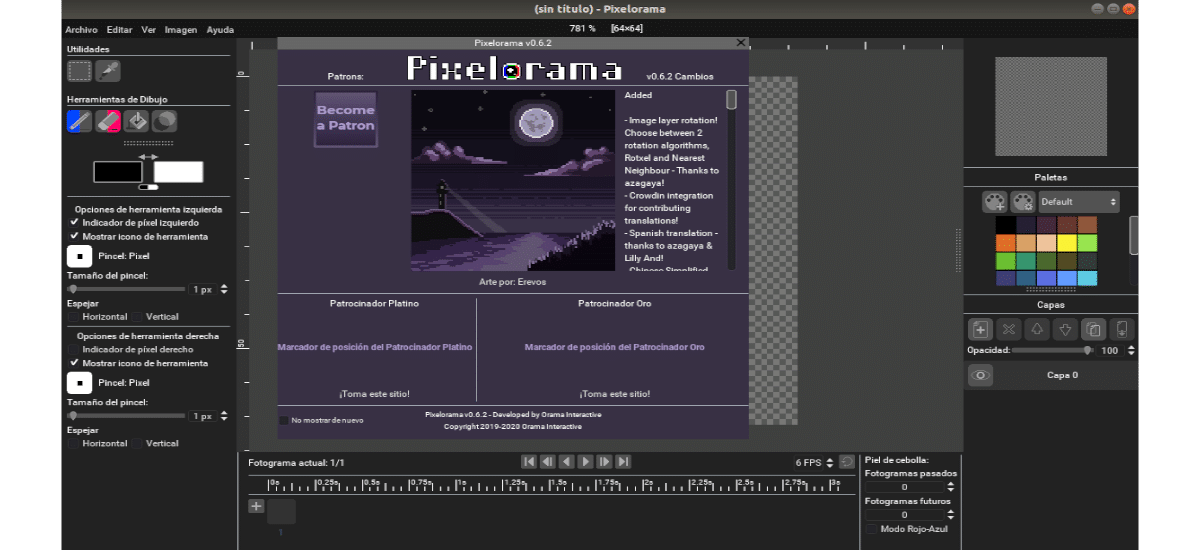 (sin título) - Pixelorama
Archivo Editar Ver Imagen Ayuda
781 % [64×64]
Utilidades
Herramientas de Dibujo
Opciones de herramienta izquierda
Indicador de píxel izquierdo
Mostrar icono de herramienta
Pincel: Pixel
Tamaño del pincel:
1 px
Espejar
Horizontal Vertical
Opciones de herramienta derecha
Indicador de píxel derecho
Mostrar icono de herramienta
Pincel: Pixel
Tamaño del pincel:
1 px
Espejar
Horizontal Vertical
0
50
Pixelorama v0.6.2
Patrons:
Pixelorama
v0.6.2 Cambios
Become
a Patron
Added
- Image layer rotation!
Choose between 2
rotation algorithms,
Rotxel and Nearest
Neighbour - Thanks to
azagaya!
- Crowdin integration
for contributing
translations!
- Spanish translation -
thanks to azagaya &
Lilly And!
- Chinese Simplified
Arte por: Erevos
Patrocinador Platino
Patrocinador Oro
Marcador de posición del Patrocinador Platino
Marcador de posición del Patrocinador Oro
¡Toma este sitio!
¡Toma este sitio!
No mostrar de nuevo
Pixelorama v0.6.2 - Developed by Orama Interactive
Copyright 2019-2020 Orama Interactive
Paletas
Default
Capas
Opacidad: 100
Capa 0
Fotograma actual: 1/1
6 FPS
0s 0.25s 0.5s 0.75s 1s 1.25s 1.5s 1.75s 2s 2.25s 2.5s 2.75s 3s
1
Piel de cebolla:
Fotogramas pasados
0
Fotogramas futuros
0
Modo Rojo-Azul